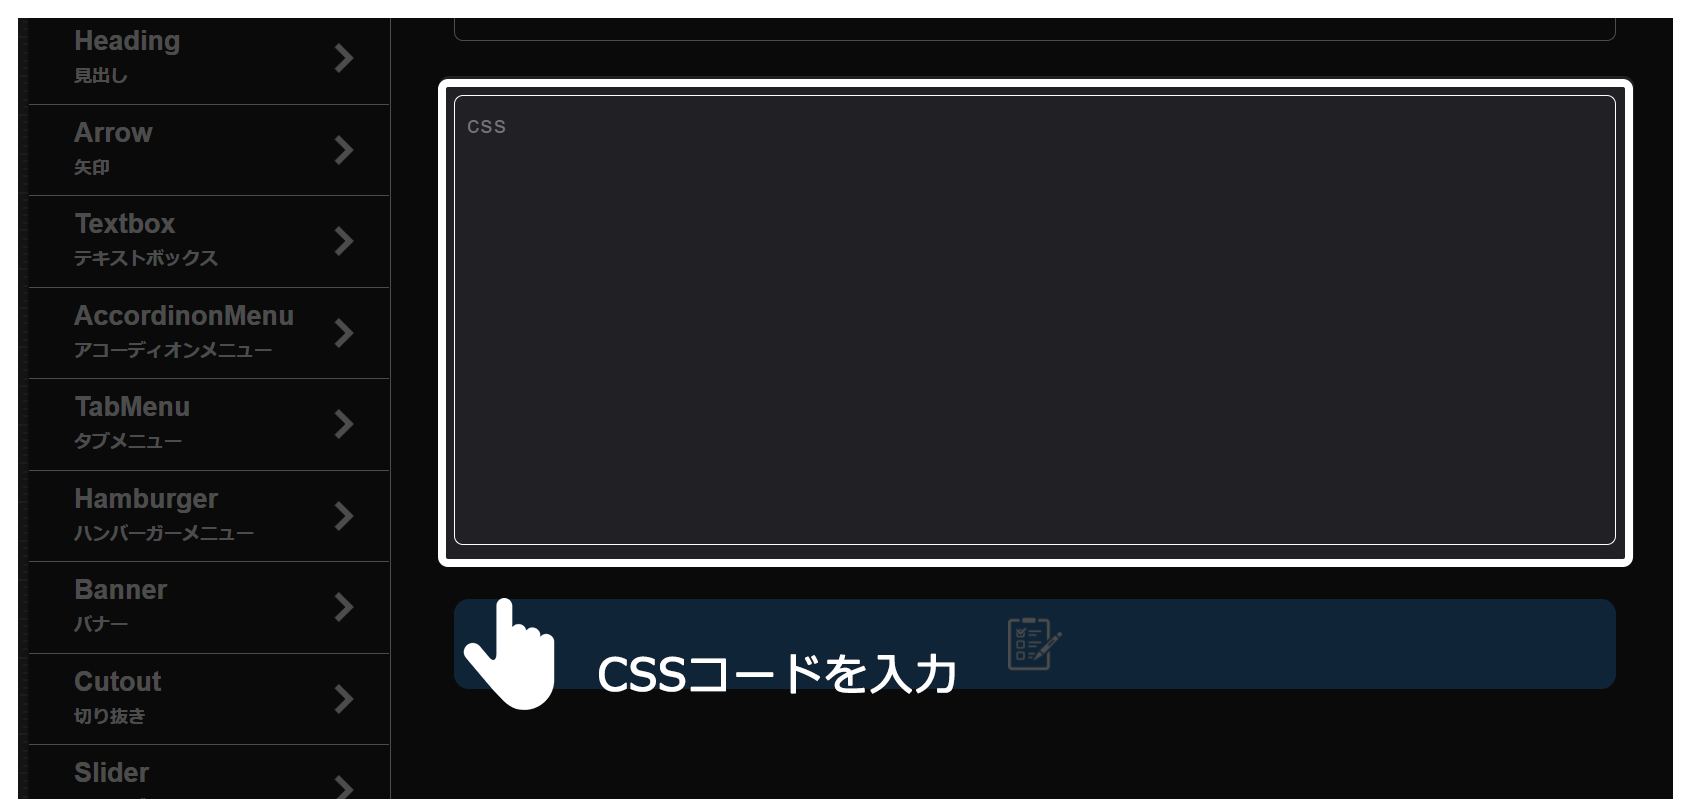 Heading
見出し
Arrow
矢印
Textbox
テキストボックス
AccordinonMenu
アコーディオンメニュー
TabMenu
タブメニュー
Hamburger
ハンバーガーメニュー
Banner
バナー
Cutout
切り抜き
Slider
css
CSSコードを入力